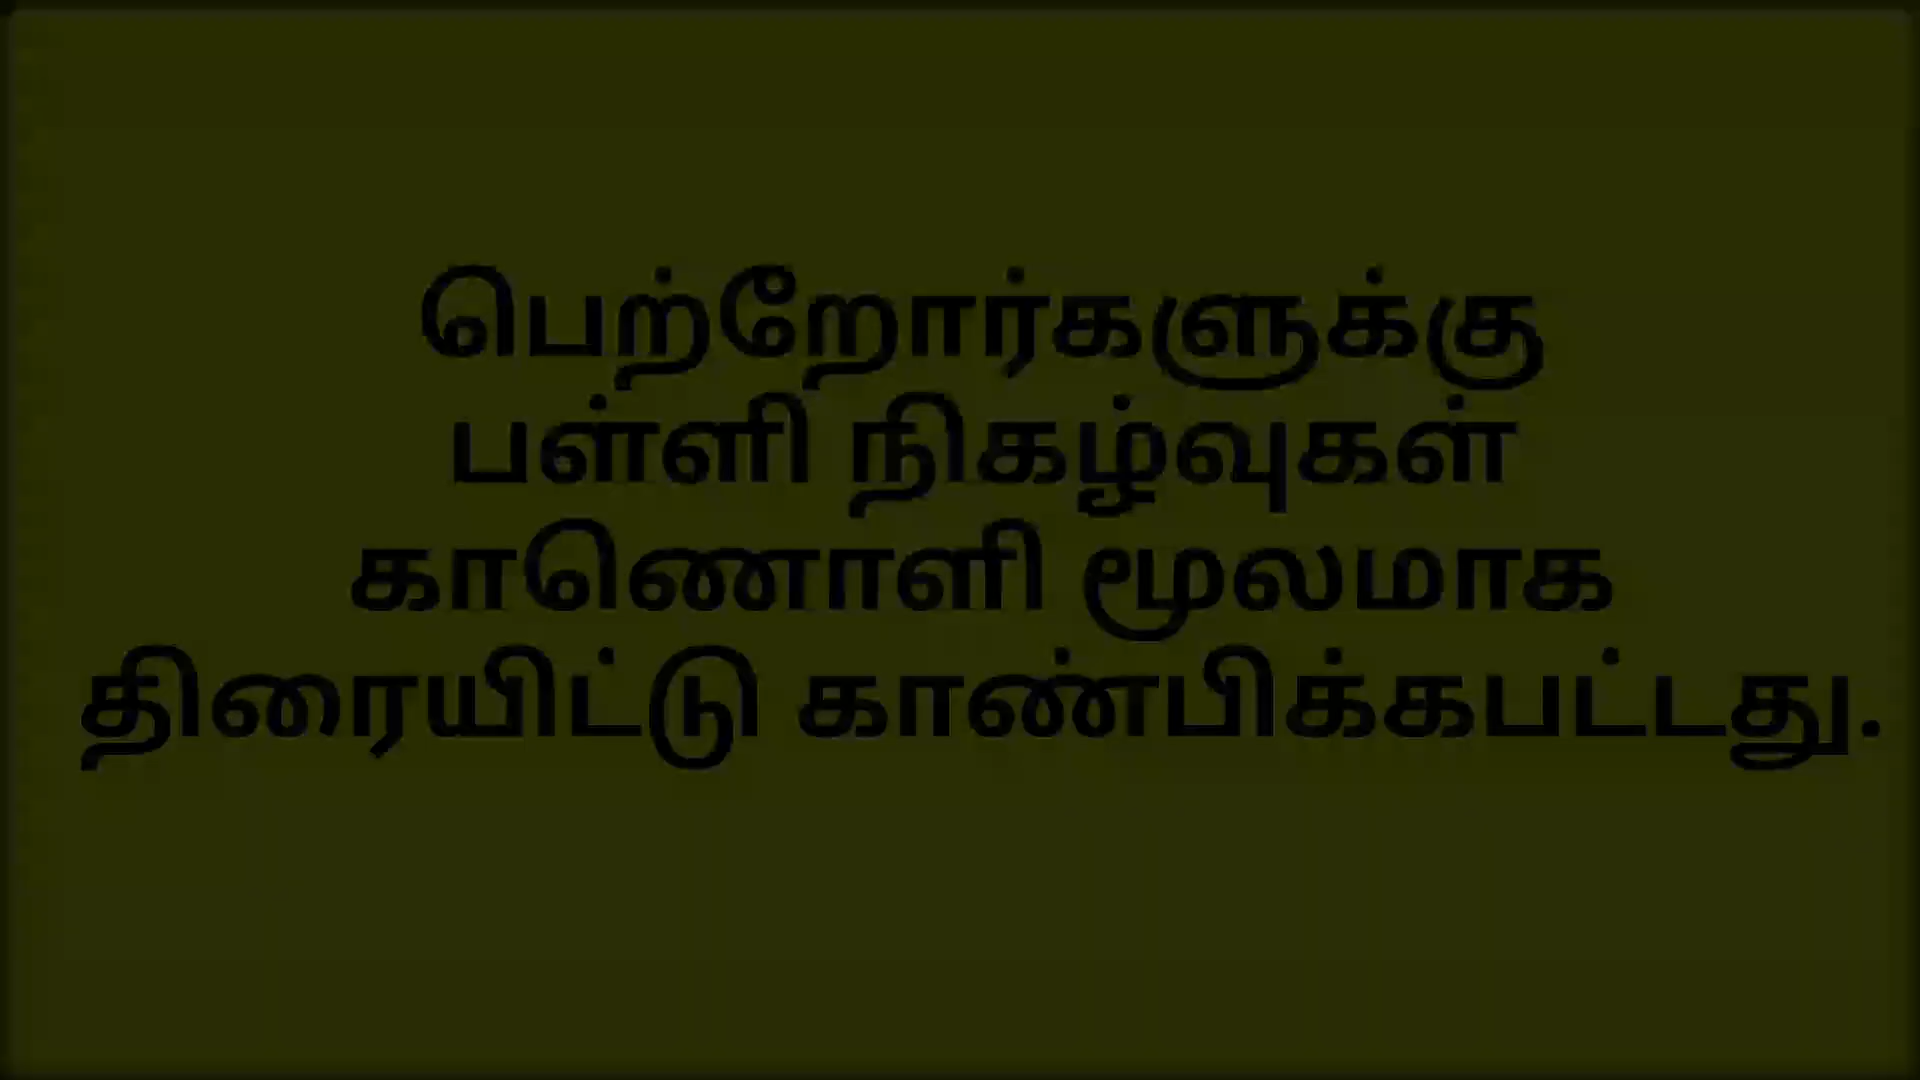 பெற்றோர்களுக்கு
பள்ளி நிகழ்வுகள்
காணொளி மூலமாக
திரையிட்டு காண்பிக்கபட்டது.